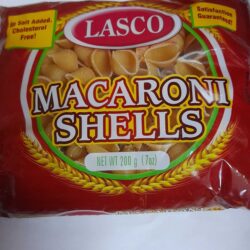 No Salt Added,
Cholesterol
Free!
LASCO
Satisfaction
Guaranteed!
MACARONI
SHELLS
NET WT 200 g (7oz)